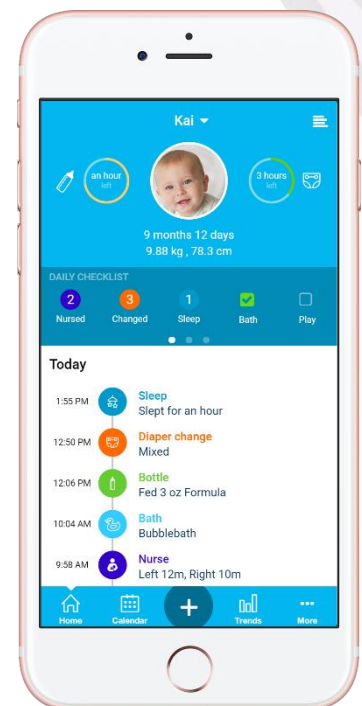 Kai
an hour
left
3 hours
left
9 months 12 days
9.88 kg , 78.3 cm
DAILY CHECKLIST
2
3
1
Nursed
Changed
Sleep
Bath
Play
Today
1:55 PM
Sleep
Slept for an hour
12:50 PM
Diaper change
Mixed
12:06 PM
Bottle
Fed 3 oz Formula
10:04 AM
Bath
Bubblebath
9:58 AM
Nurse
Left 12m, Right 10m
Home
Calendar
+
Trends
More